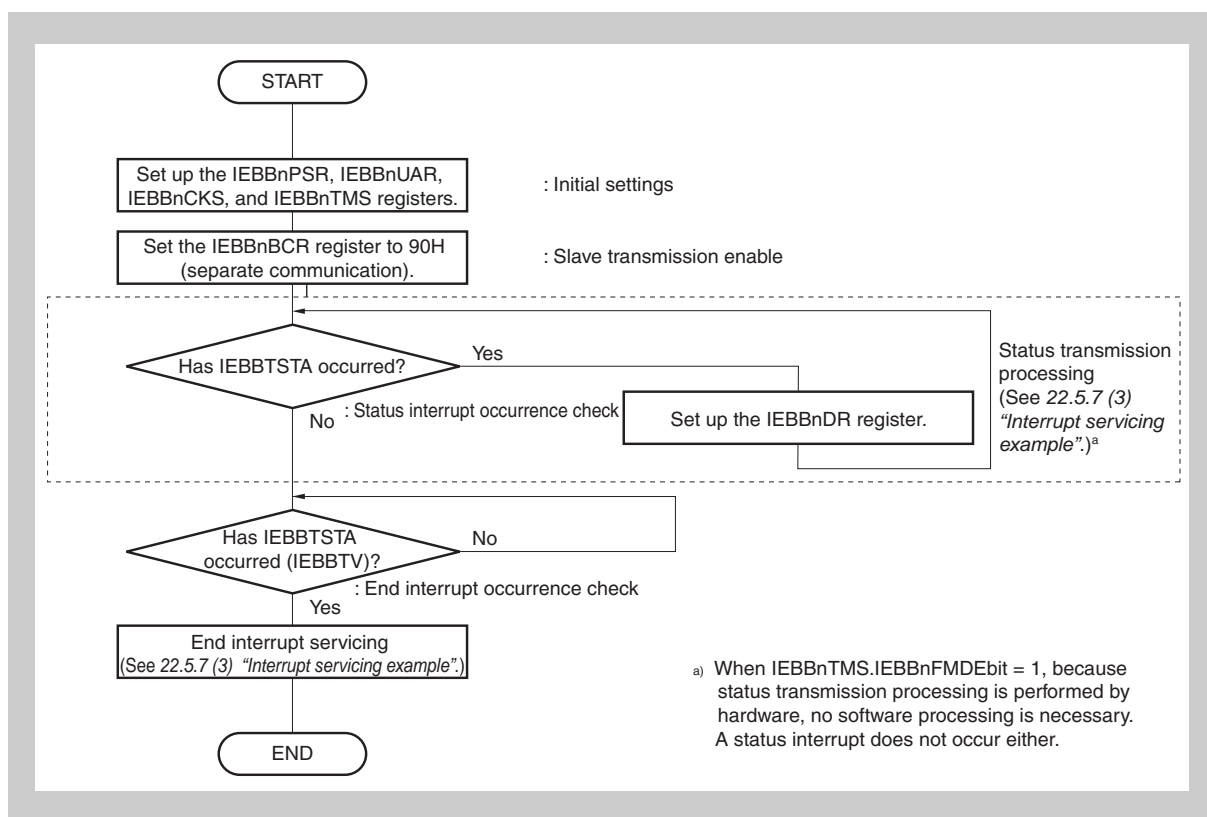 START
Set up the IEBBnPSR, IEBBnUAR,
IEBBnCKS, and IEBBnTMS registers.
: Initial settings
Set the IEBBnBCR register to 90H
(separate communication).
: Slave transmission enable
Has IEBBTSTA occurred?
Yes
No
: Status interrupt occurrence check
Set up the IEBBnDR register.
Status transmission
processing
(See 22.5.7 (3)
“Interrupt servicing
example”.)a
Has IEBBTSTA
occurred (IEBBTV)?
No
: End interrupt occurrence check
Yes
End interrupt servicing
(See 22.5.7 (3) “Interrupt servicing example”.)
END
a) When IEBBnTMS.IEBBnFMDEbit = 1, because
status transmission processing is performed by
hardware, no software processing is necessary.
A status interrupt does not occur either.